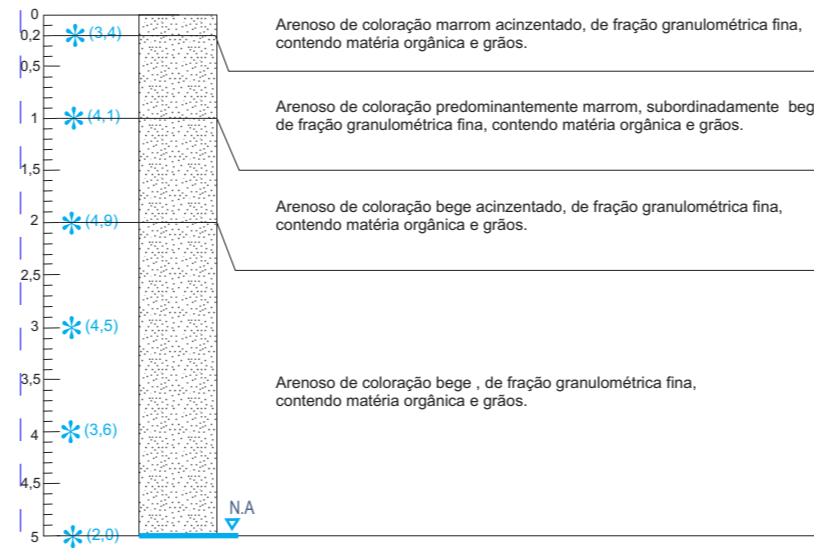 0
0,2
(3,4)
Arenoso de coloração marrom acinzentado, de fração granulométrica fina,
contendo matéria orgânica e grãos.
0,5
1
(4,1)
Arenoso de coloração predominantemente marrom, subordinadamente beg
de fração granulométrica fina, contendo matéria orgânica e grãos.
1,5
2
(4,9)
Arenoso de coloração bege acinzentado, de fração granulométrica fina,
contendo matéria orgânica e grãos.
2,5
3
(4,5)
3,5
Arenoso de coloração bege , de fração granulométrica fina,
contendo matéria orgânica e grãos.
4
(3,6)
4,5
N.A
5
(2,0)